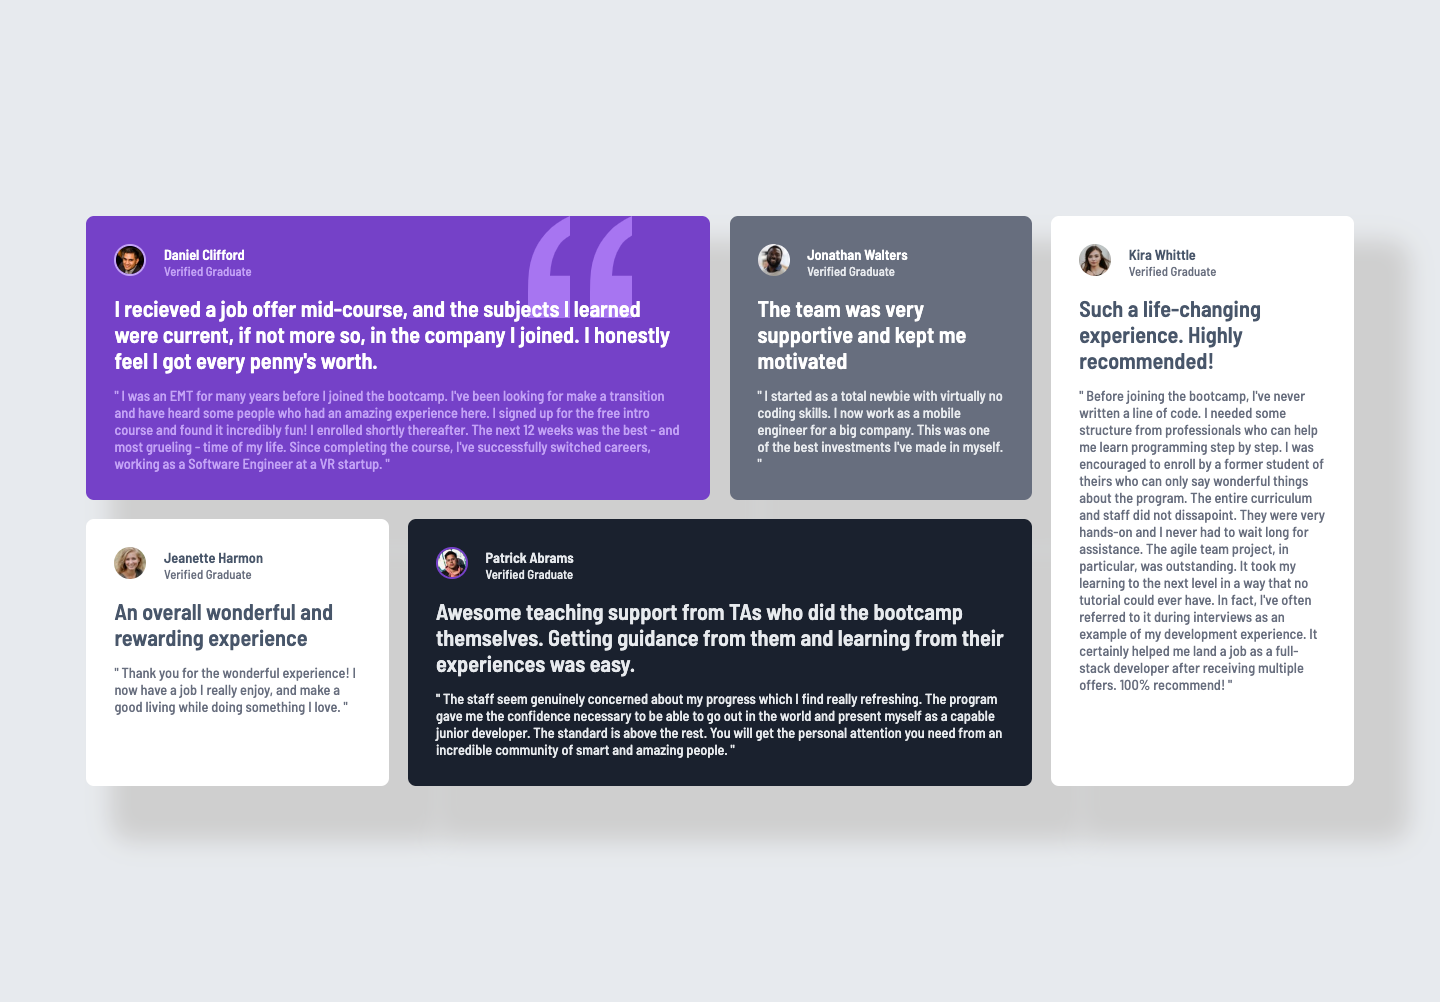 Daniel Clifford
Verified Graduate
I recieved a job offer mid-course, and the subjects I learned
were current, if not more so, in the company I joined. I honestly
feel I got every penny's worth.
" I was an EMT for many years before I joined the bootcamp. I've been looking for make a transition
and have heard some people who had an amazing experience here. I signed up for the free intro
course and found it incredibly fun! I enrolled shortly thereafter. The next 12 weeks was the best - and
most grueling - time of my life. Since completing the course, I've successfully switched careers,
working as a Software Engineer at a VR startup. "
Jonathan Walters
Verified Graduate
The team was very
supportive and kept me
motivated
" I started as a total newbie with virtually no
coding skills. I now work as a mobile
engineer for a big company. This was one
of the best investments I've made in myself.
"
Kira Whittle
Verified Graduate
Such a life-changing
experience. Highly
recommended!
" Before joining the bootcamp, I've never
written a line of code. I needed some
structure from professionals who can help
me learn programming step by step. I was
encouraged to enroll by a former student of
theirs who can only say wonderful things
about the program. The entire curriculum
and staff did not dissapoint. They were very
hands-on and I never had to wait long for
assistance. The agile team project, in
particular, was outstanding. It took my
learning to the next level in a way that no
tutorial could ever have. In fact, I've often
referred to it during interviews as an
example of my development experience. It
certainly helped me land a job as a full-
stack developer after receiving multiple
offers. 100% recommend! "
Jeanette Harmon
Verified Graduate
An overall wonderful and
rewarding experience
" Thank you for the wonderful experience! I
now have a job I really enjoy, and make a
good living while doing something I love. "
Patrick Abrams
Verified Graduate
Awesome teaching support from TAs who did the bootcamp
themselves. Getting guidance from them and learning from their
experiences was easy.
" The staff seem genuinely concerned about my progress which I find really refreshing. The program
gave me the confidence necessary to be able to go out in the world and present myself as a capable
junior developer. The standard is above the rest. You will get the personal attention you need from an
incredible community of smart and amazing people. "